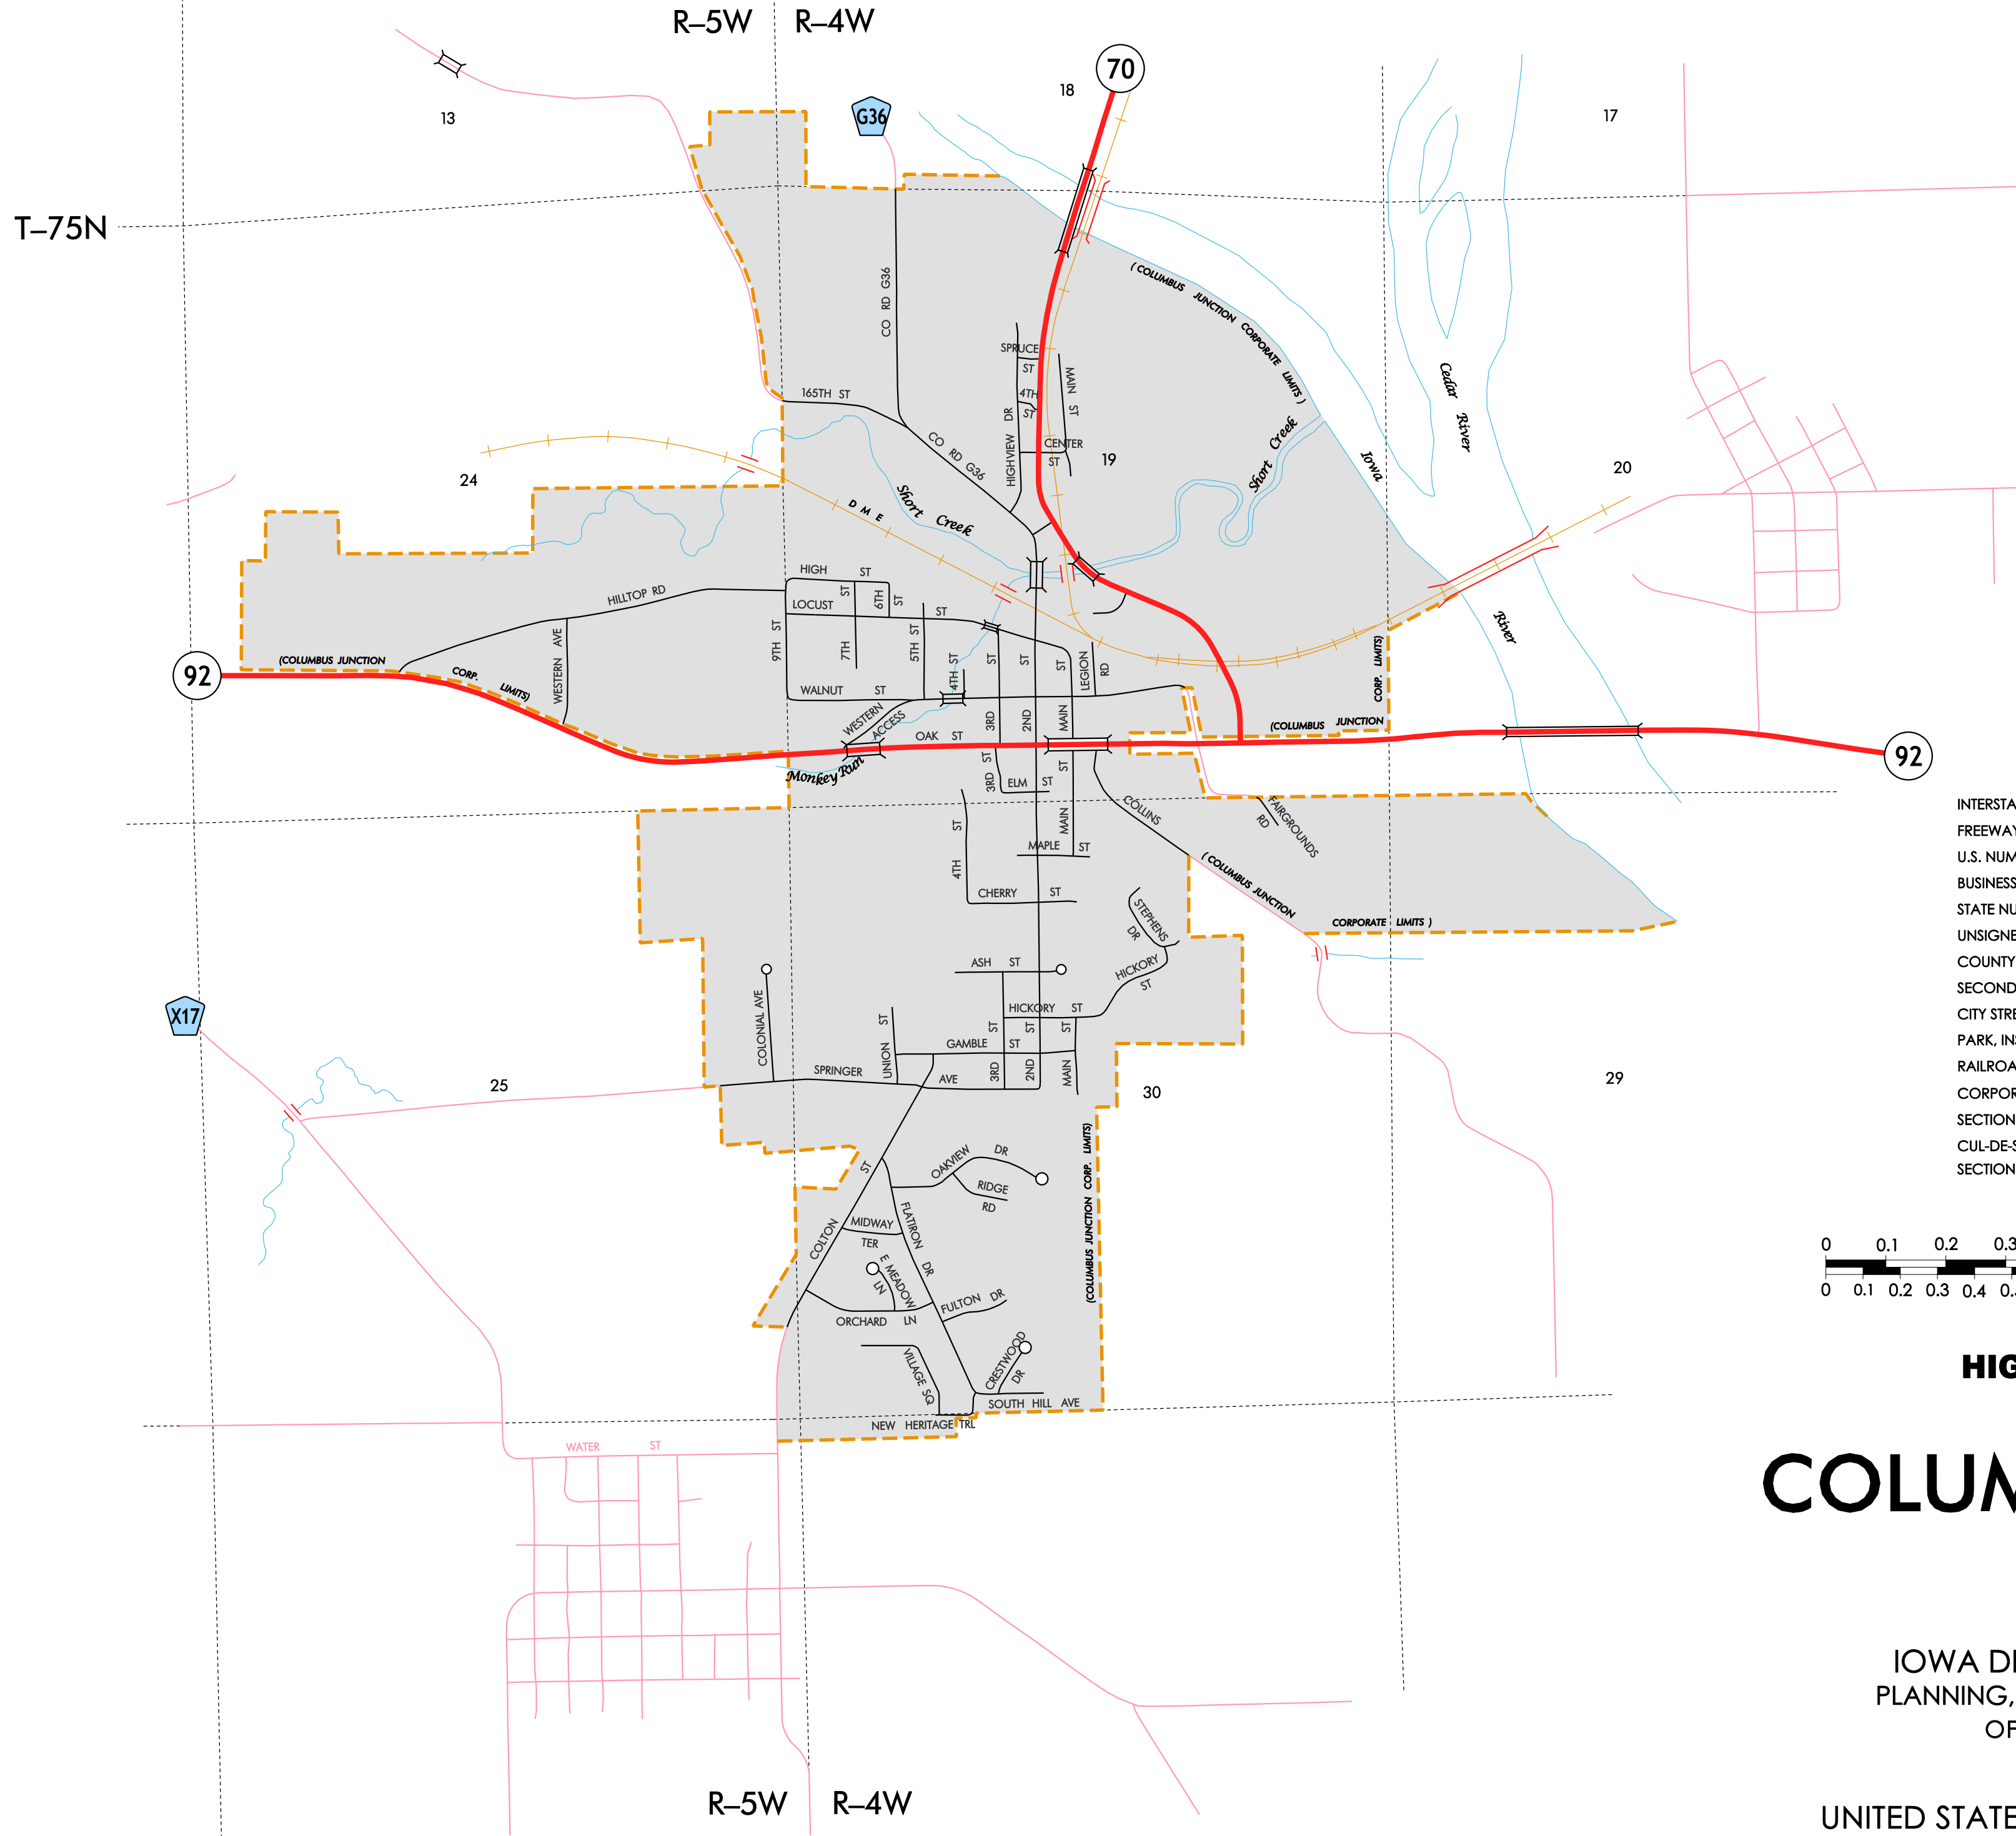 R–5W R–4W
70
18
G36
13
17
T–75N
( COLUMBUS JUNCTION CORPORATE LIMITS )
CO RD G36
SPRUCE
ST
MAIN ST
4TH
ST
165TH ST
HIGHVIEW DR
CENTER
ST
CO RD G36
19
Cedar River
Short Creek
Iowa
20
24
Short Creek
D M E
HIGH ST
HILLTOP RD
LOCUST ST
6TH ST
7TH ST
9TH ST
5TH ST
4TH ST
WESTERN AVE
River
LEGION
RD
CORP. LIMITS)
92
(COLUMBUS JUNCTION
CORP. LIMITS)
WALNUT ST
WESTERN
ACCESS
3RD ST
2ND ST
MAIN ST
(COLUMBUS JUNCTION
OAK ST
92
Monkey Run
3RD ST
ELM ST
MAIN ST
COLLINS
FAIRGROUNDS
RD
INTERSTA
FREEWAY
U.S. NUM
BUSINESS
STATE NU
UNSIGNE
COUNTY
SECOND
CITY STRE
PARK, INS
RAILROA
CORPOR
SECTION
CUL-DE-S
SECTION
4TH ST
MAPLE ST
CHERRY ST
( COLUMBUS JUNCTION
CORPORATE LIMITS )
STEPHENS
DR
ASH ST
HICKORY
ST
HICKORY ST
X17
COLONIAL AVE
UNION ST
GAMBLE ST
3RD ST
2ND ST
MAIN ST
SPRINGER AVE
25
30
29
(COLUMBUS JUNCTION CORP. LIMITS)
OAKVIEW DR
RIDGE
RD
COLTON ST
FLATIRON DR
MIDWAY
TER
E MEADOW
LN
FULTON DR
ORCHARD LN
VILLAGE SQ
CRESTWOOD
DR
SOUTH HILL AVE
NEW HERITAGE TRL
0 0.1 0.2 0.3
0 0.1 0.2 0.3 0.4
HIG
WATER ST
COLUM
IOWA DE
PLANNING,
OF
R–5W R–4W
UNITED STATE